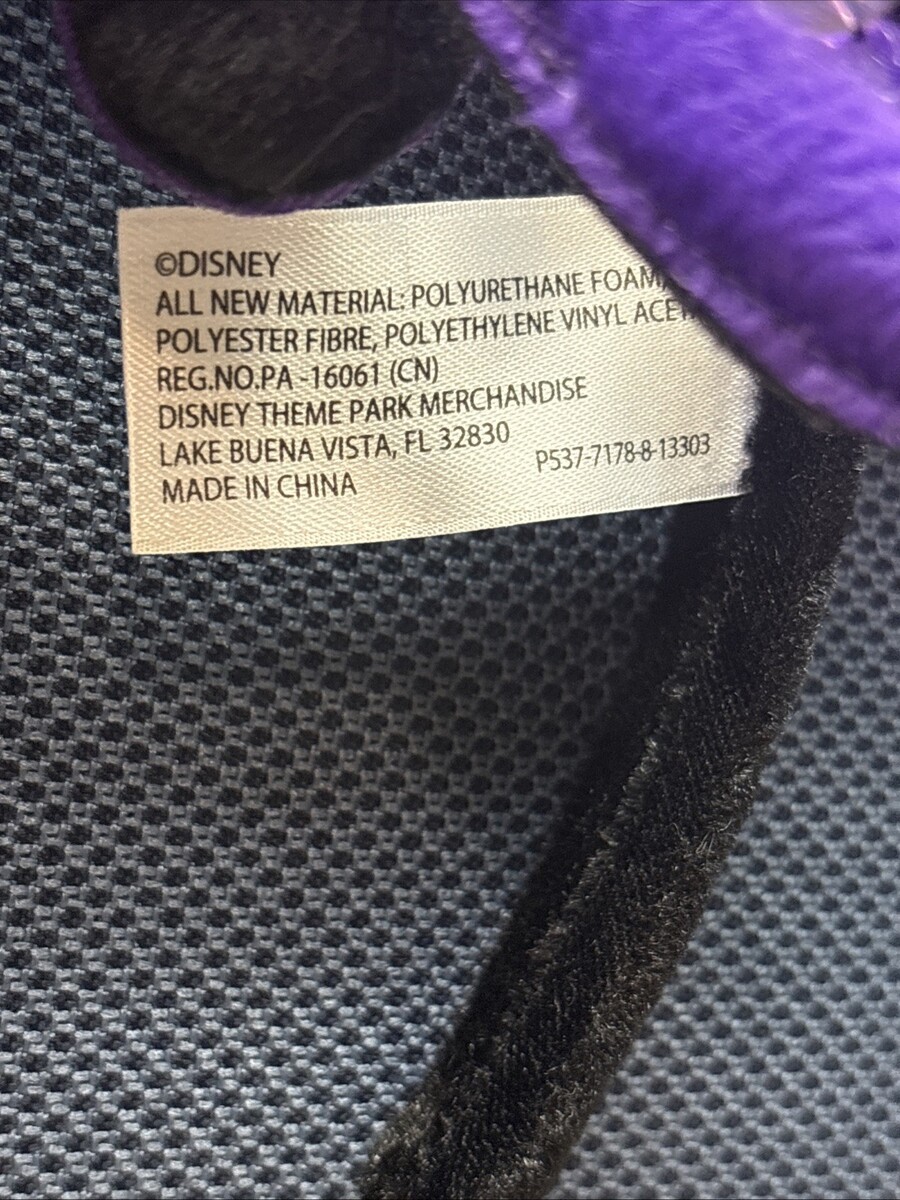 ©DISNEY
ALL NEW MATERIAL: POLYURETHANE FOAM,
POLYESTER FIBRE, POLYETHYLENE VINYL
REG.NO.PA -16061 (CN)
DISNEY THEME PARK MERCHANDISE
LAKE BUENA VISTA, FL 32830
P537-7178-8-13303
MADE IN CHINA